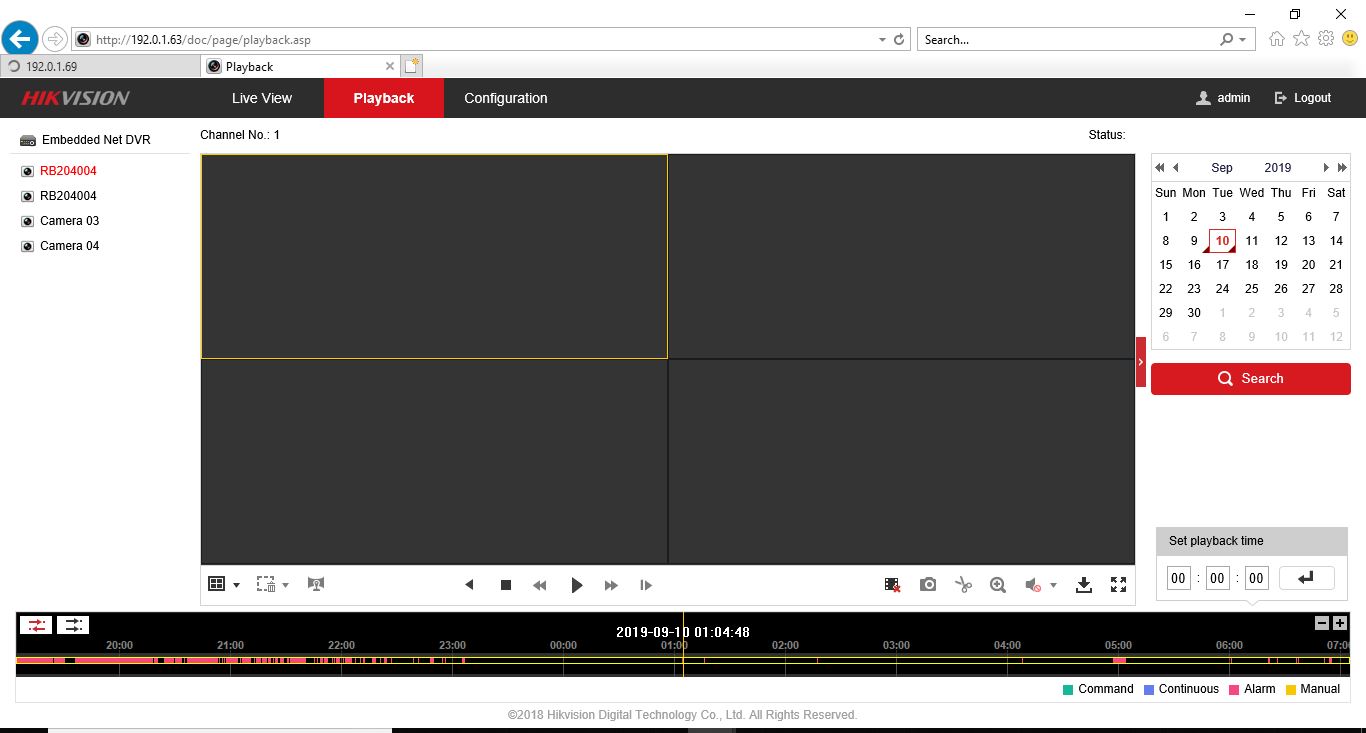 http://192.0.1.63/doc/page/playback.asp
Search...
192.0.1.69
Playback
HIKVISION
Live View
Playback
Configuration
admin
Logout
Embedded Net DVR
RB204004
RB204004
Camera 03
Camera 04
Channel No.: 1
Status:
Sep 2019
Sun Mon Tue Wed Thu Fri Sat
1 2 3 4 5 6 7
8 9 10 11 12 13 14
15 16 17 18 19 20 21
22 23 24 25 26 27 28
29 30 1 2 3 4 5
6 7 8 9 10 11 12
Search
Set playback time
00 : 00 : 00
2019-09-10 01:04:48
20:00 21:00 22:00 23:00 00:00 01:00 02:00 03:00 04:00 05:00 06:00 07:0
Command Continuous Alarm Manual
©2018 Hikvision Digital Technology Co., Ltd. All Rights Reserved.